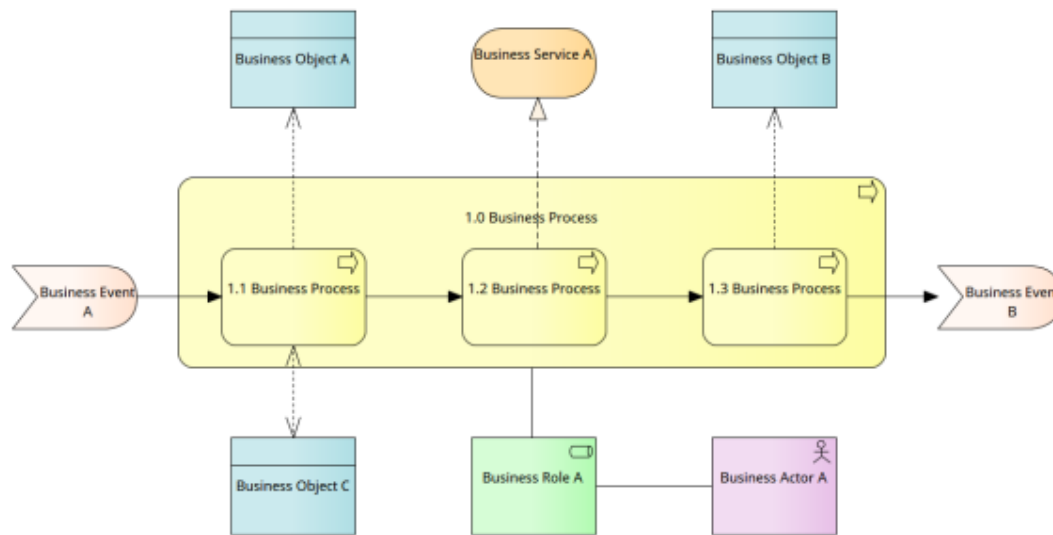 Business Object A
Business Service A
Business Object B
1.0 Business Process
1.1 Business Process
1.2 Business Process
1.3 Business Process
Business Event
A
Business Even
B
Business Object C
Business Role A
Business Actor A